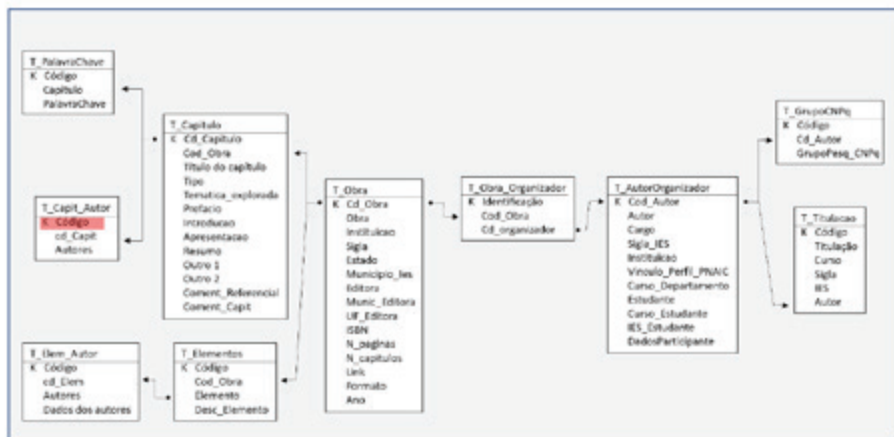 T_PalavraChave
K Código
Capítulo
PalavraChave
T_Capit_Autor
K Código
cd_Capit
Autores
T_Elem_Autor
K Código
cd_Elem
Autores
Dados dos autores
T_Capitulo
K Cd_Capitulo
Cod_Obra
Título do capítulo
Tipo
Tematica_explorada
Prefacio
Introducao
Apresentacao
Resumo
Outro 1
Outro 2
Coment_Referencial
Coment_Capit
T_Elementos
K Código
Cod_Obra
Elemento
Desc_Elemento
T_Obra
K Cd_Obra
Obra
Instituicao
Sigla
Estado
Município_Ies
Editora
Munic_Editora
UF_Editora
ISBN
N_paginas
N_capitulos
Link
Formato
Ano
T_Obra_Organizador
K Identificação
Cod_Obra
Cd_organizador
T_AutorOrganizador
K Cod_Autor
Autor
Cargo
Sigla_IES
Instituicao
Vinculo_Perfil_PNAIC
Curso_Departamento
Estudante
Curso_Estudante
IES_Estudante
DadosParticipante
T_GrupoCNPq
K Código
Cd_Autor
GrupoPesq_CNPq
T_Titulacao
K Código
Titulação
Curso
Sigla
IES
Autor